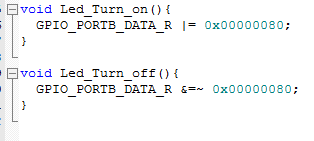 void Led_Turn_on(){
GPIO_PORTB_DATA_R |= 0x00000080;
}
void Led_Turn_off(){
GPIO_PORTB_DATA_R &=~ 0x00000080;
}